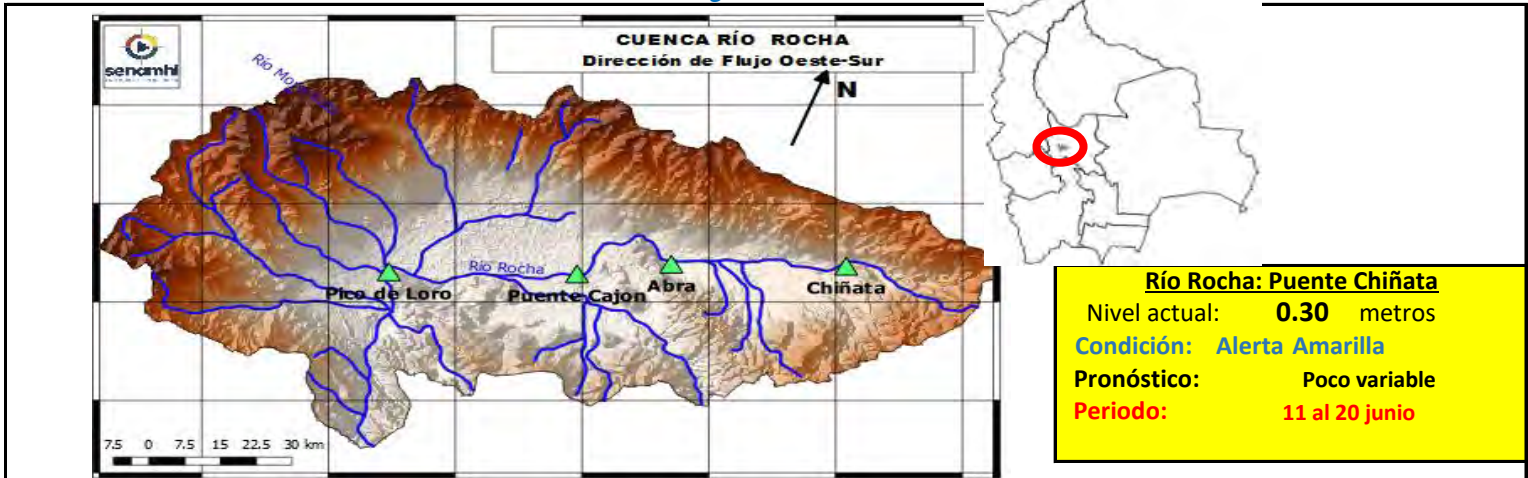 senamhi
CUENCA RÍO ROCHA
Dirección de Flujo Oeste-Sur
N
Río Rocha
Pico de Loro
Puente Cajon
Abra
Chiñata
7.5 0 7.5 15 22.5 30 km
Río Rocha: Puente Chiñata
Nivel actual: 0.30 metros
Condición: Alerta Amarilla
Pronóstico: Poco variable
Periodo: 11 al 20 junio